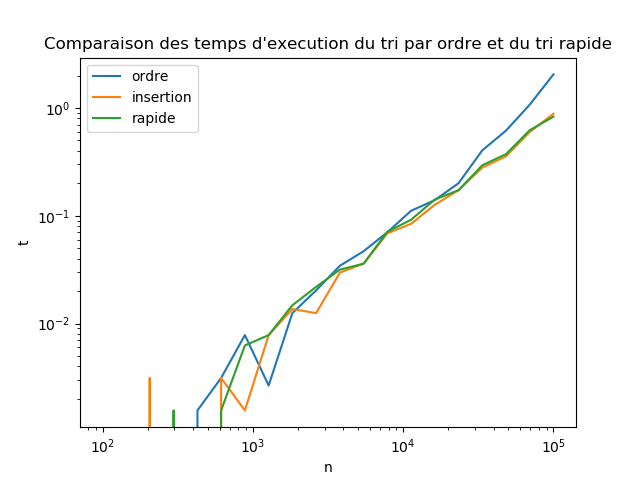 Comparaison des temps d'execution du tri par ordre et du tri rapide
ordre
insertion
rapide
t
10⁰
10⁻¹
10⁻²
10² 10³ 10⁴ 10⁵
n